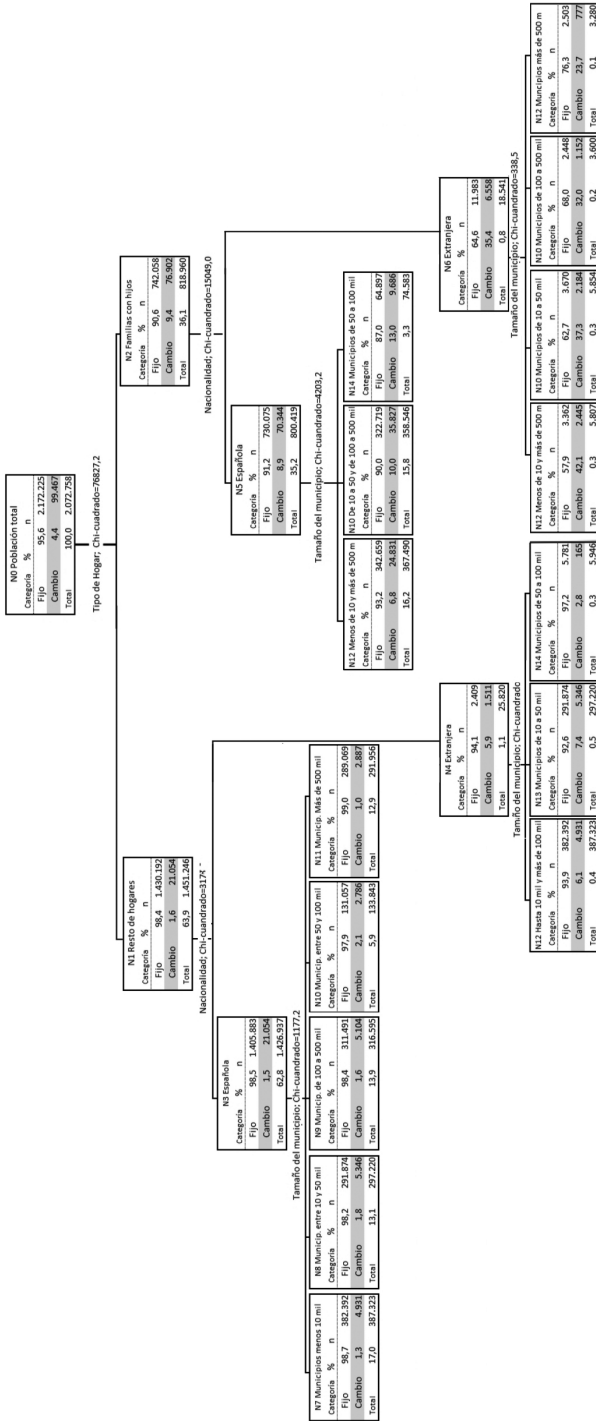 N0 Población total
Categoría % n
Fijo 95,6 2.172.225
Cambio 4,4 99.467
Total 100,0 2.072.758
Tipo de Hogar; Chi-cuadrado=76827,2
N1 Resto de hogares
Categoría % n
Fijo 98,4 1.430.192
Cambio 1,6 21.054
Total 63,9 1.451.246
Nacionalidad; Chi-cuandrado=3174
N2 Familias con hijos
Categoría % n
Fijo 90,6 742.058
Cambio 9,4 76.902
Total 36,1 818.960
Nacionalidad; Chi-cuandrado=15049,0
N3 Española
Categoría % n
Fijo 98,5 1.405.883
Cambio 1,5 21.054
Total 62,8 1.426.937
Tamaño del municipio; Chi-cuandrado=1177,2
N5 Española
Categoría % n
Fijo 91,2 730.075
Cambio 8,9 70.344
Total 35,2 800.419
Tamaño del municipio; Chi-cuandrado=4203,2
N7 Municipios menos 10 mil
Categoría % n
Fijo 98,7 382.392
Cambio 1,3 4.931
Total 17,0 387.323
N8 Municip. entre 10 y 50 mil
Categoría % n
Fijo 98,2 291.874
Cambio 1,8 5.346
Total 13,1 297.220
N9 Municip. de 100 a 500 mil
Categoría % n
Fijo 98,4 311.491
Cambio 1,6 5.104
Total 13,9 316.595
N10 Municip. entre 50 y 100 mil
Categoría % n
Fijo 97,9 131.057
Cambio 2,1 2.786
Total 5,9 133.843
N11 Municip. Más de 500 mil
Categoría % n
Fijo 99,0 289.069
Cambio 1,0 2.887
Total 12,9 291.956
N12 Menos de 10 y más de 500 m
Categoría % n
Fijo 93,2 342.659
Cambio 6,8 24.831
Total 16,2 367.490
N10 De 10 a 50 y de 100 a 500 mil
Categoría % n
Fijo 90,0 322.719
Cambio 10,0 35.827
Total 15,8 358.546
N14 Municipios de 50 a 100 mil
Categoría % n
Fijo 87,0 64.897
Cambio 13,0 9.686
Total 3,3 74.583
N4 Extranjera
Categoría % n
Fijo 94,1 2.409
Cambio 5,9 1.511
Total 1,1 25.820
Tamaño del municipio; Chi-cuandrado
N6 Extranjera
Categoría % n
Fijo 64,6 11.983
Cambio 35,4 6.558
Total 0,8 18.541
Tamaño del municipio; Chi-cuandrado=338,5
N12 Hasta 10 mil y más de 100 mil
Categoría % n
Fijo 93,9 382.392
Cambio 6,1 4.931
Total 0,4 387.323
N13 Municipios de 10 a 50 mil
Categoría % n
Fijo 92,6 291.874
Cambio 7,4 5.346
Total 0,5 297.220
N14 Municipios de 50 a 100 mil
Categoría % n
Fijo 97,2 5.781
Cambio 2,8 165
Total 0,3 5.946
N12 Menos de 10 y más de 500 m
Categoría % n
Fijo 57,9 3.362
Cambio 42,1 2.445
Total 0,3 5.807
N10 Municipios de 10 a 50 mil
Categoría % n
Fijo 62,7 3.670
Cambio 37,3 2.184
Total 0,3 5.854
N10 Municipios de 100 a 500 mil
Categoría % n
Fijo 68,0 2.448
Cambio 32,0 1.152
Total 0,2 3.600
N12 Muncipios más de 500 m
Categoría % n
Fijo 76,3 2.503
Cambio 23,7 777
Total 0,1 3.280